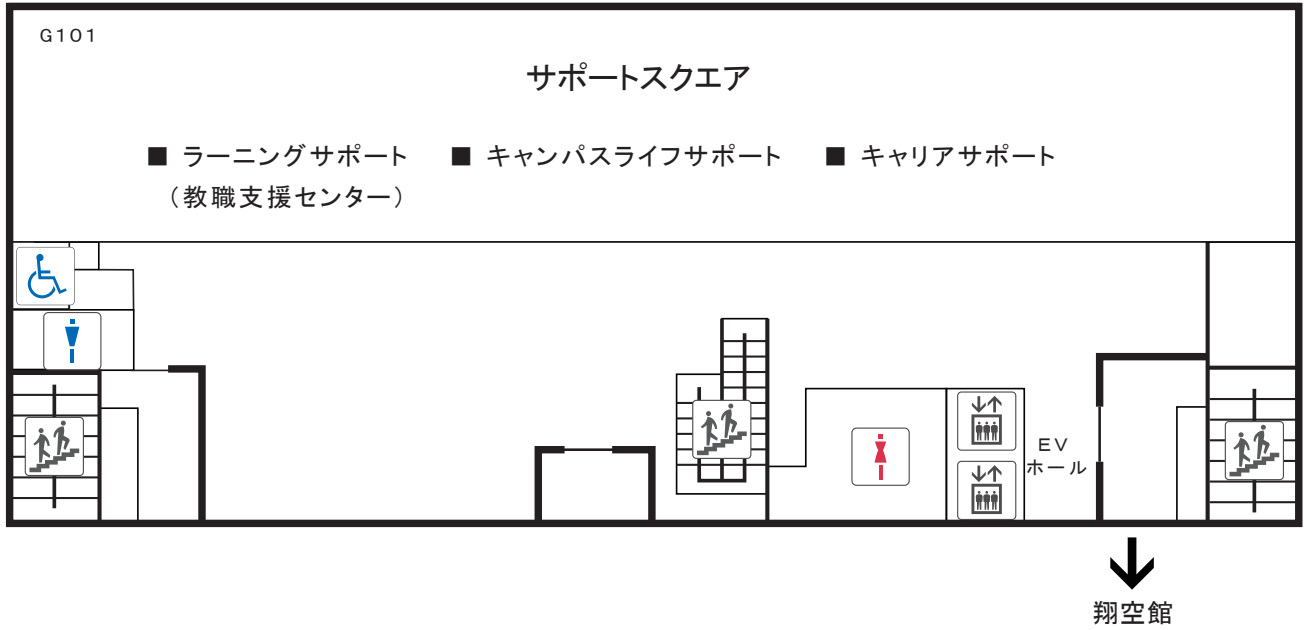 G101
サポートスクエア
■ ラーニングサポート ■ キャンパスライフサポート ■ キャリアサポート
（教職支援センター）
EV
ホール
翔空館